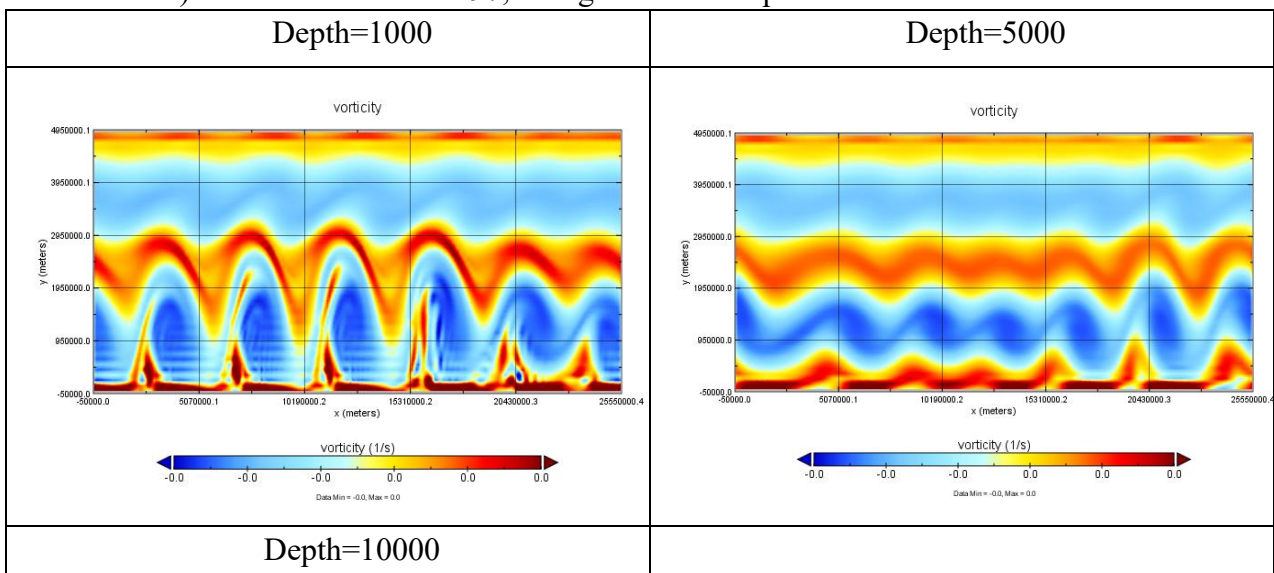 Depth=1000
Depth=5000
vorticity
4950000.1
3950000.1
2950000.0
1950000.0
950000.0
-50000.0
y (meters)
-50000.0 5070000.1 10190000.2 15310000.2 20430000.3 25550000.4
x (meters)
vorticity (1/s)
-0.0 -0.0 -0.0 0.0 0.0 0.0
Data Min = -0.0, Max = 0.0
vorticity
4950000.1
3950000.1
2950000.0
1950000.0
950000.0
-50000.0
y (meters)
-50000.0 5070000.1 10190000.2 15310000.2 20430000.3 25550000.4
x (meters)
vorticity (1/s)
-0.0 -0.0 -0.0 0.0 0.0 0.0
Data Min = -0.0, Max = 0.0
Depth=10000